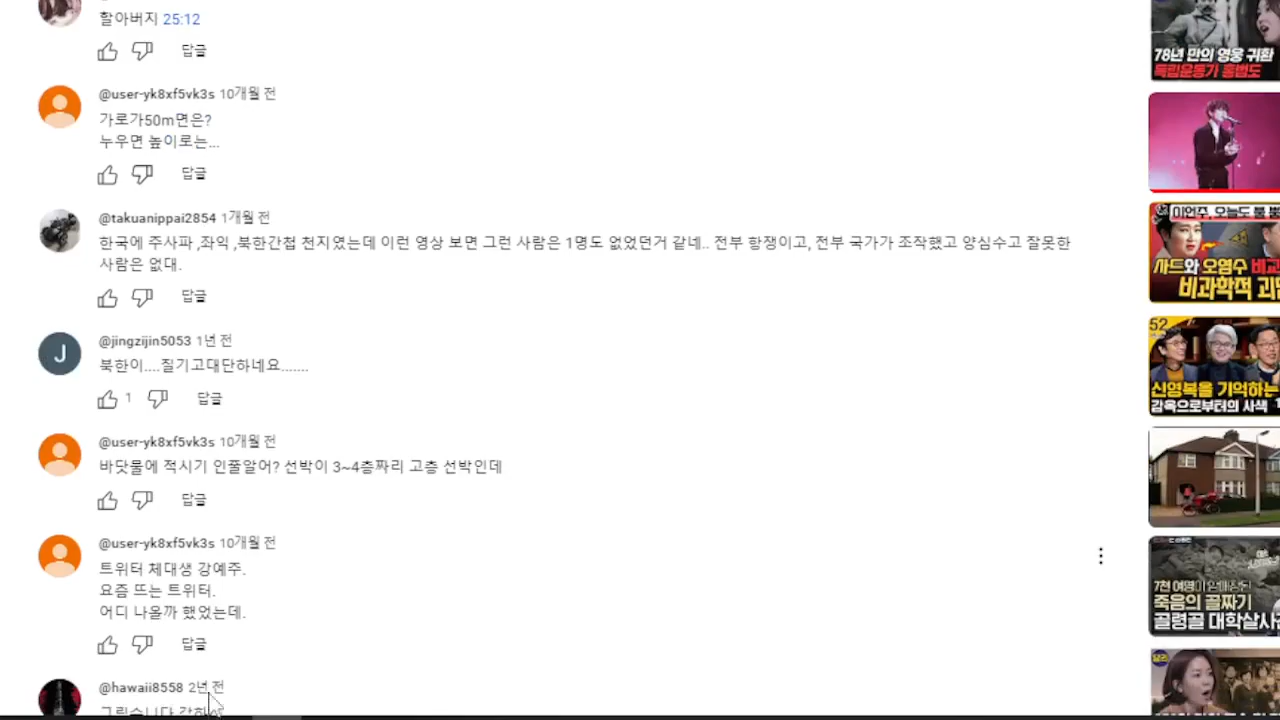 할아버지 25:12
답글
@user-yk8xf5vk3s 10개월 전
가로가50m면은?
누우면 높이로는...
답글
@takuanippai2854 1개월 전
한국에 주사파 ,좌익 ,북한간첩 천지였는데 이런 영상 보면 그런 사람은 1명도 없었던거 같네.. 전부 항쟁이고, 전부 국가가 조작했고 양심수고 잘못한
사람은 없대.
답글
J
@jingzijin5053 1년 전
북한이....질기고대단하네요.......
1
답글
@user-yk8xf5vk3s 10개월 전
바닷물에 적시기 인쭐알어? 선박이 3~4층짜리 고층 선박인데
답글
@user-yk8xf5vk3s 10개월 전
트위터 체대생 강예주.
요즘 뜨는 트위터.
어디 나올까 했었는데.
답글
@hawaii8558 2년 전
78년 만의 영웅 귀환
독립운동가 홍범도
이언주, 오늘도 불
사드와 오염수 비교
비과학적
52
신영복을 기억하는
감옥으로부터의 사색 1
7천 여명이
죽음의 골짜기
골령골 대학살사건